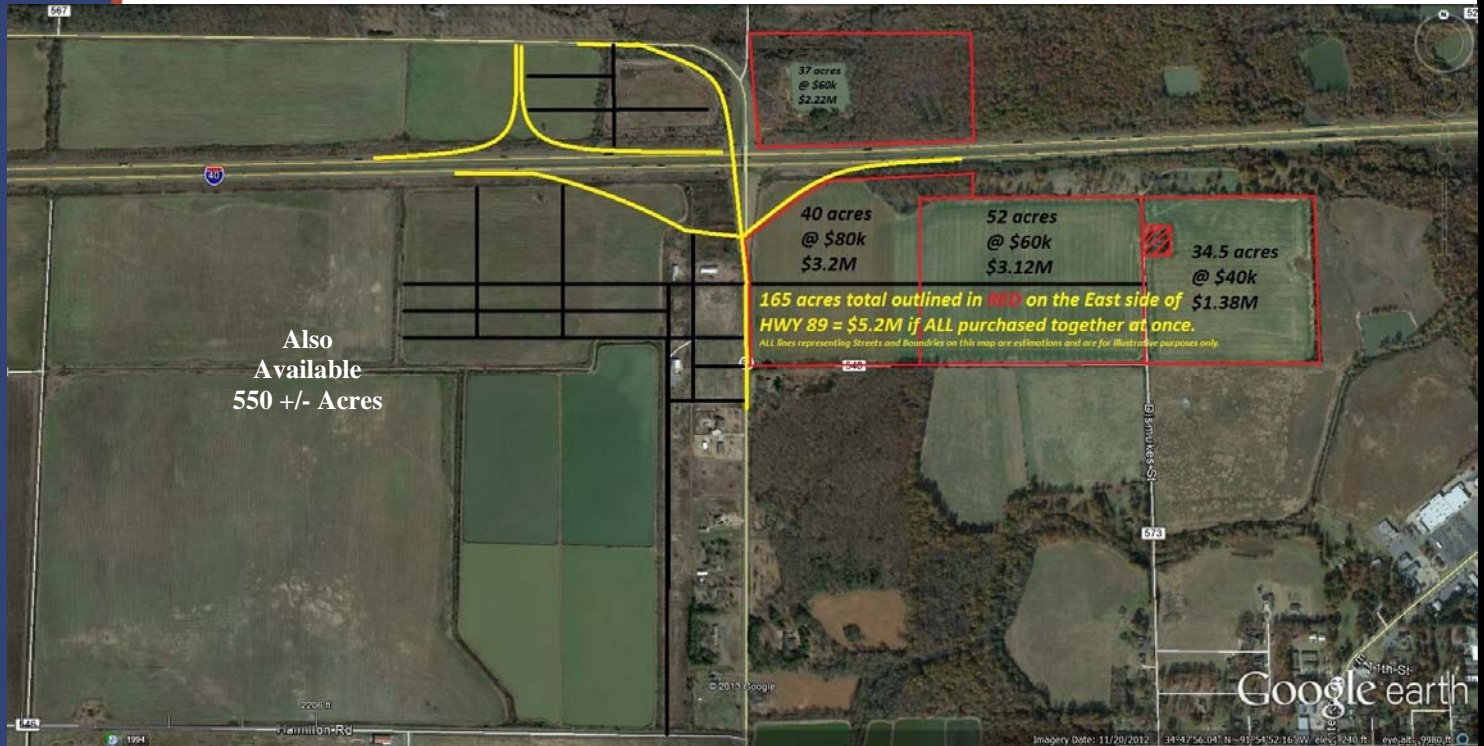 567
37 acres
@ $60k
$2.22M
N
40
40 acres
@ $80k
$3.2M
52 acres
@ $60k
$3.12M
34.5 acres
@ $40k
$1.38M
165 acres total outlined in RED on the East side of
HWY 89 = $5.2M if ALL purchased together at once.
ALL lines representing Streets and Boundries on this map are estimations and are for illustrative purposes only.
Also
Available
550 +/- Acres
Dismukes-St
573
© 2013 Google
Google earth
2206 ft
Hamilton-Rd
1994
Imagery Date: 11/20/2012